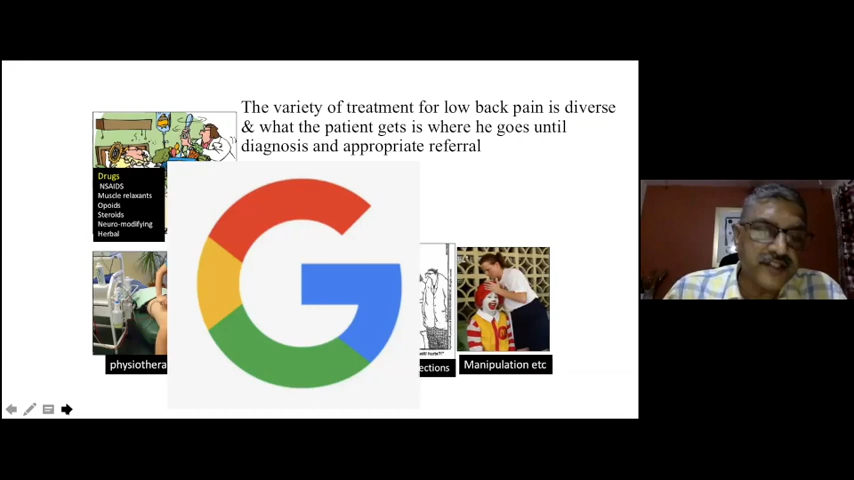 The variety of treatment for low back pain is diverse
& what the patient gets is where he goes until
diagnosis and appropriate referral
Drugs
NSAIDS
Muscle relaxants
Opoids
Steroids
Neuro-modifying
Herbal
physiothera
ections
Manipulation etc